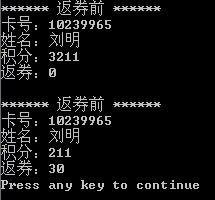 ****** 返券前 ******
卡号：10239965
姓名：刘明
积分：3211
返券：0
****** 返券前 ******
卡号：10239965
姓名：刘明
积分：211
返券：30
Press any key to continue